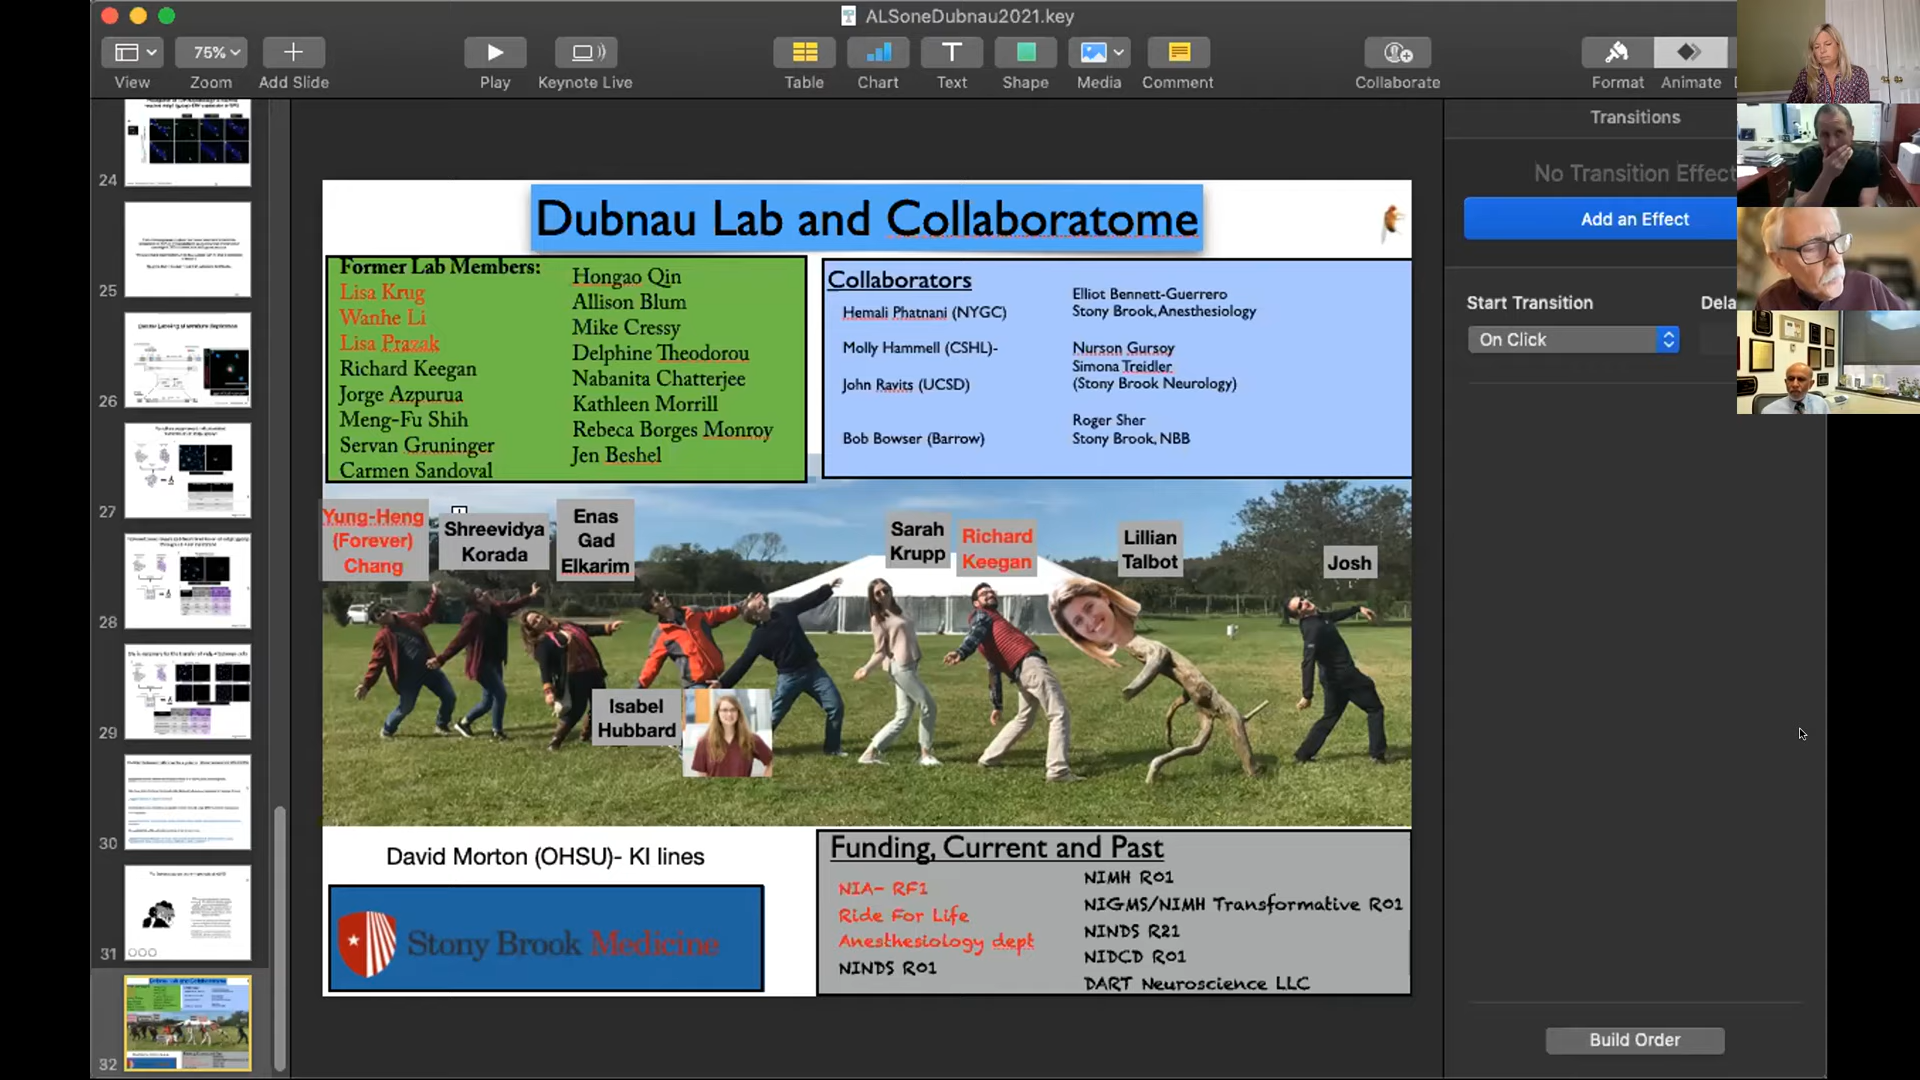 ALSoneDubnau2021.key
75%
View
Zoom
Add Slide
Play
Keynote Live
Table
Chart
Text
Shape
Media
Comment
Collaborate
Format
Animate
Transitions
No Transition Effect
Add an Effect
Start Transition
Dela
On Click
Build Order
24
25
26
27
28
29
30
31
32
Dubnau Lab and Collaboratome
Former Lab Members:
Lisa Krug
Wanhe Li
Lisa Prazak
Richard Keegan
Jorge Azpurua
Meng-Fu Shih
Servan Gruninger
Carmen Sandoval
Hongao Qin
Allison Blum
Mike Cressy
Delphine Theodorou
Nabanita Chatterjee
Kathleen Morrill
Rebeca Borges Monroy
Jen Beshel
Collaborators
Hemali Phatnani (NYGC)
Molly Hammell (CSHL)-
John Ravits (UCSD)
Bob Bowser (Barrow)
Elliot Bennett-Guerrero
Stony Brook, Anesthesiology
Nurson Gursoy
Simona Treidler
(Stony Brook Neurology)
Roger Sher
Stony Brook, NBB
Yung-Heng
(Forever)
Chang
Shreevidya
Korada
Enas
Gad
Elkarim
Isabel
Hubbard
Sarah
Krupp
Richard
Keegan
Lillian
Talbot
Josh
David Morton (OHSU)- KI lines
Stony Brook Medicine
Funding, Current and Past
NIA- RF1
Ride For Life
Anesthesiology dept
NINDS R01
NIMH R01
NIGMS/NIMH Transformative R01
NINDS R21
NIDCD R01
DART Neuroscience LLC